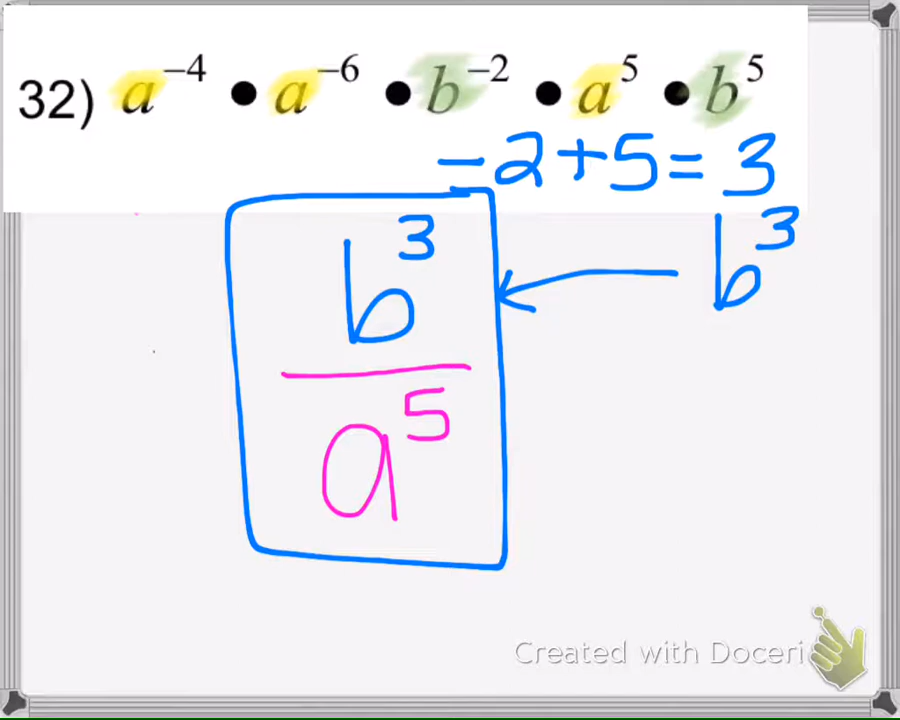 32) a⁻⁴ • a⁻⁶ • b⁻² • a⁵ • b⁵
-2+5=3
b³
b³
a⁵
Created with Doceri